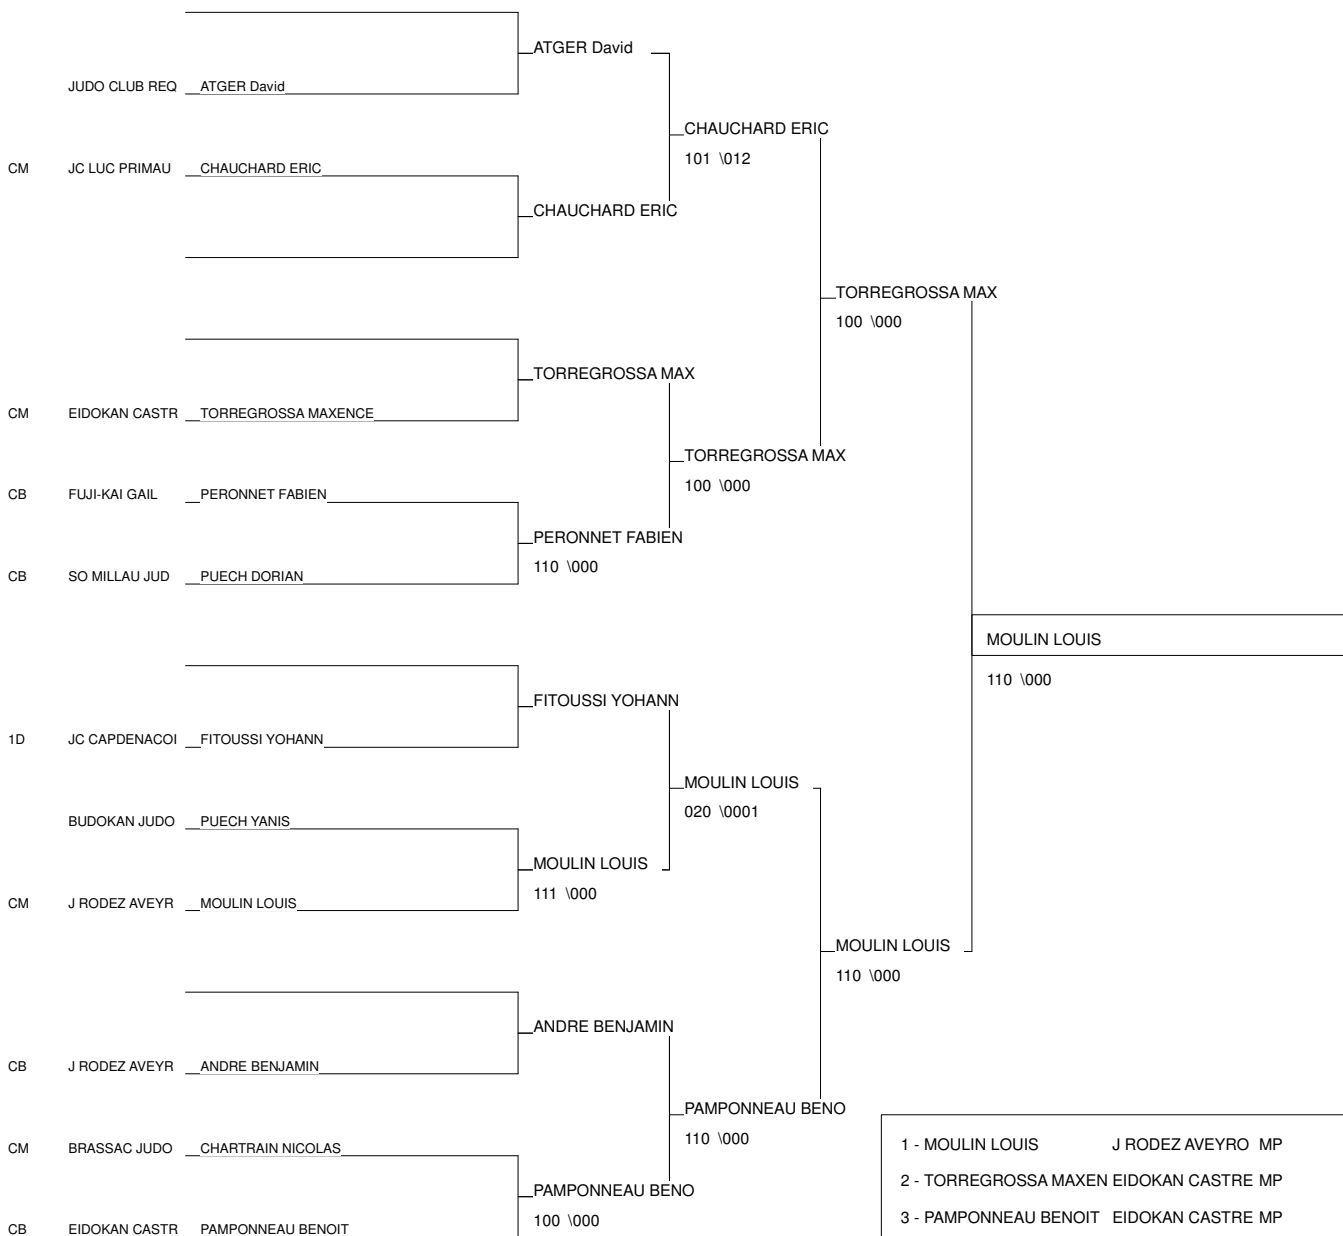 ATGER David
JUDO CLUB REQ ATGER David
CHAUCHARD ERIC
101 \012
CM JC LUC PRIMAU CHAUCHARD ERIC
CHAUCHARD ERIC
TORREGROSSA MAX
100 \000
TORREGROSSA MAX
CM EIDOKAN CASTR TORREGROSSA MAXENCE
TORREGROSSA MAX
100 \000
CB FUJI-KAI GAIL PERONNET FABIEN
PERONNET FABIEN
110 \000
CB SO MILLAU JUD PUECH DORIAN
MOULIN LOUIS
110 \000
FITOUSSI YOHANN
1D JC CAPDENACOI FITOUSSI YOHANN
MOULIN LOUIS
020 \0001
BUDOKAN JUDO PUECH YANIS
MOULIN LOUIS
111 \000
CM J RODEZ AVEYR MOULIN LOUIS
MOULIN LOUIS
110 \000
ANDRE BENJAMIN
CB J RODEZ AVEYR ANDRE BENJAMIN
PAMPONNEAU BENO
110 \000
CM BRASSAC JUDO CHARTRAIN NICOLAS
PAMPONNEAU BENO
100 \000
CB EIDOKAN CASTR PAMPONNEAU BENOIT
1 - MOULIN LOUIS J RODEZ AVEYRO MP
2 - TORREGROSSA MAXEN EIDOKAN CASTRE MP
3 - PAMPONNEAU BENOIT EIDOKAN CASTRE MP